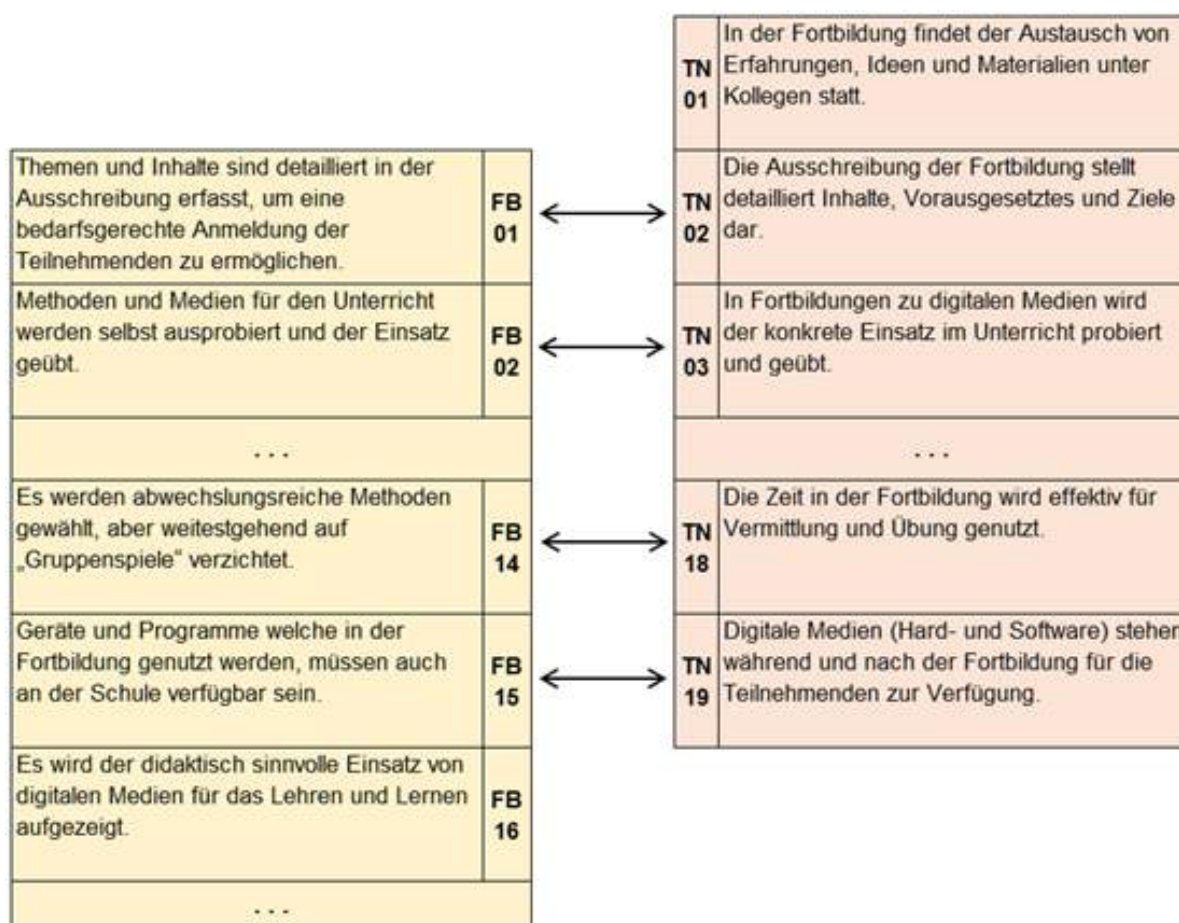 In der Fortbildung findet der Austausch von
TN Erfahrungen, Ideen und Materialien unter
01 Kollegen statt.
Themen und Inhalte sind detailliert in der
Ausschreibung erfasst, um eine
bedarfsgerechte Anmeldung der
Teilnehmenden zu ermöglichen.
FB
01
Die Ausschreibung der Fortbildung stellt
TN detailliert Inhalte, Vorausgesetztes und Ziele
02 dar.
Methoden und Medien für den Unterricht
werden selbst ausprobiert und der Einsatz
geübt.
FB
02
In Fortbildungen zu digitalen Medien wird
TN der konkrete Einsatz im Unterricht probiert
03 und geübt.
. . .
. . .
Es werden abwechslungsreiche Methoden
gewählt, aber weitestgehend auf
„Gruppenspiele“ verzichtet.
FB
14
Die Zeit in der Fortbildung wird effektiv für
TN Vermittlung und Übung genutzt.
18
Geräte und Programme welche in der
Fortbildung genutzt werden, müssen auch
an der Schule verfügbar sein.
FB
15
Digitale Medien (Hard- und Software) stehen
TN während und nach der Fortbildung für die
19 Teilnehmenden zur Verfügung.
Es wird der didaktisch sinnvolle Einsatz von
digitalen Medien für das Lehren und Lernen
aufgezeigt.
FB
16
. . .